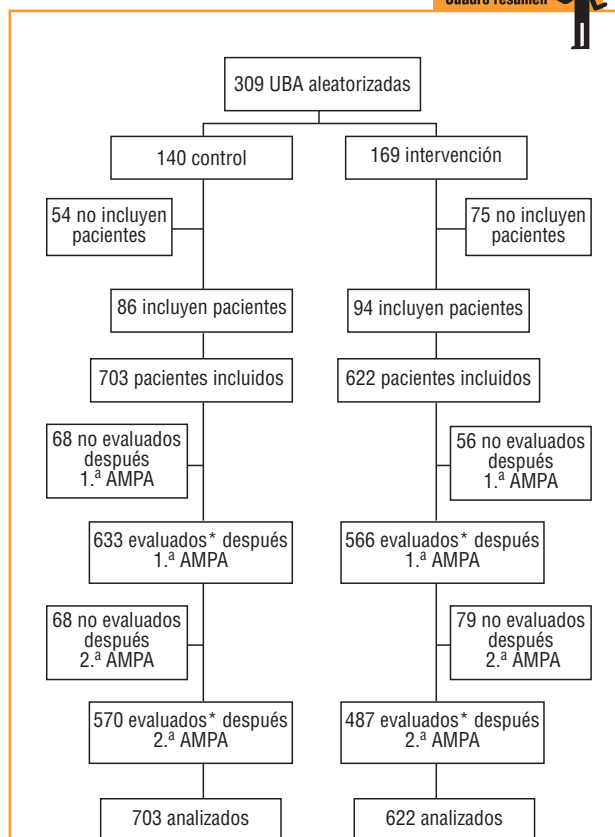 Cuadro resumen
309 UBA aleatorizadas
140 control
169 intervención
54 no incluyen
pacientes
75 no incluyen
pacientes
86 incluyen pacientes
94 incluyen pacientes
703 pacientes incluidos
622 pacientes incluidos
68 no evaluados
después
1.ª AMPA
56 no evaluados
después
1.ª AMPA
633 evaluados* después
1.ª AMPA
566 evaluados* después
1.ª AMPA
68 no evaluados
después
2.ª AMPA
79 no evaluados
después
2.ª AMPA
570 evaluados* después
2.ª AMPA
487 evaluados* después
2.ª AMPA
703 analizados
622 analizados